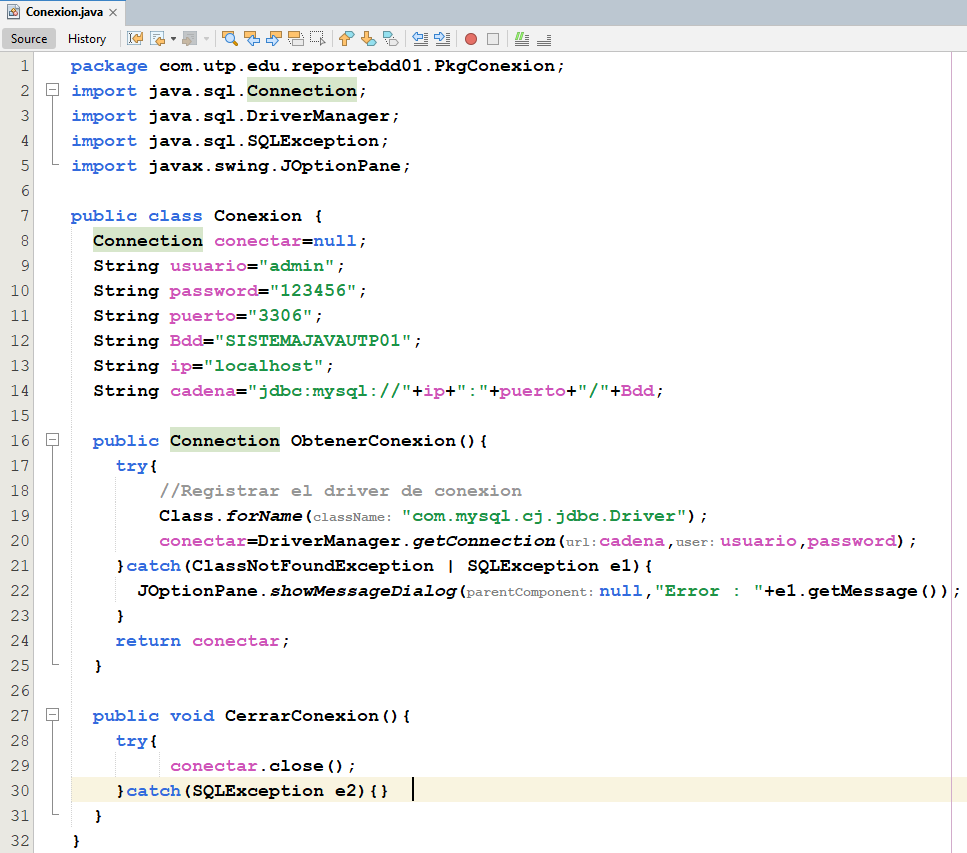 Conexion.java
Source History
1 package com.utp.edu.reportebdd01.PkgConexion;
2 import java.sql.Connection;
3 import java.sql.DriverManager;
4 import java.sql.SQLException;
5 import javax.swing.JOptionPane;
6
7 public class Conexion {
8 Connection conectar=null;
9 String usuario="admin";
10 String password="123456";
11 String puerto="3306";
12 String Bdd="SISTEMAJAVAUTP01";
13 String ip="localhost";
14 String cadena="jdbc:mysql://"+ip+":"+puerto+"/"+Bdd;
15
16 public Connection ObtenerConexion(){
17 try{
18 //Registrar el driver de conexion
19 Class.forName(className: "com.mysql.cj.jdbc.Driver");
20 conectar=DriverManager.getConnection(url:cadena,user:usuario,password);
21 }catch(ClassNotFoundException | SQLException e1){
22 JOptionPane.showMessageDialog(parentComponent:null,"Error : "+e1.getMessage());
23 }
24 return conectar;
25 }
26
27 public void CerrarConexion(){
28 try{
29 conectar.close();
30 }catch(SQLException e2){}
31 }
32 }